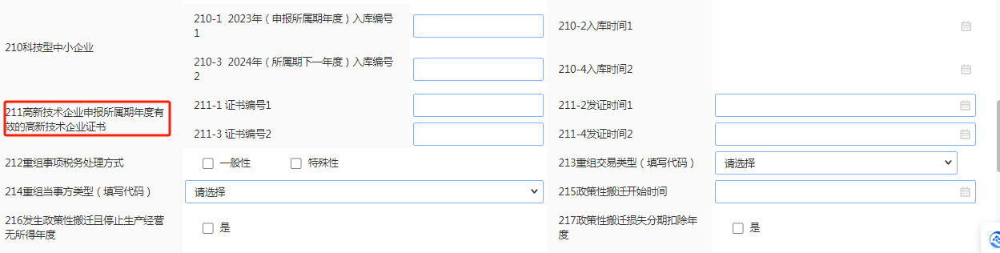 210科技型中小企业
210-1  2023年（申报所属期年度）入库编号
1
210-2入库时间1
210-3  2024年（所属期下一年度）入库编号
2
210-4入库时间2
211高新技术企业申报所属期年度有
效的高新技术企业证书
211-1 证书编号1
211-2发证时间1
211-3 证书编号2
211-4发证时间2
212重组事项税务处理方式
一般性
特殊性
213重组交易类型（填写代码）
请选择
214重组当事方类型（填写代码）
请选择
215政策性搬迁开始时间
216发生政策性搬迁且停止生产经营
无所得年度
是
217政策性搬迁损失分期扣除年
度
是